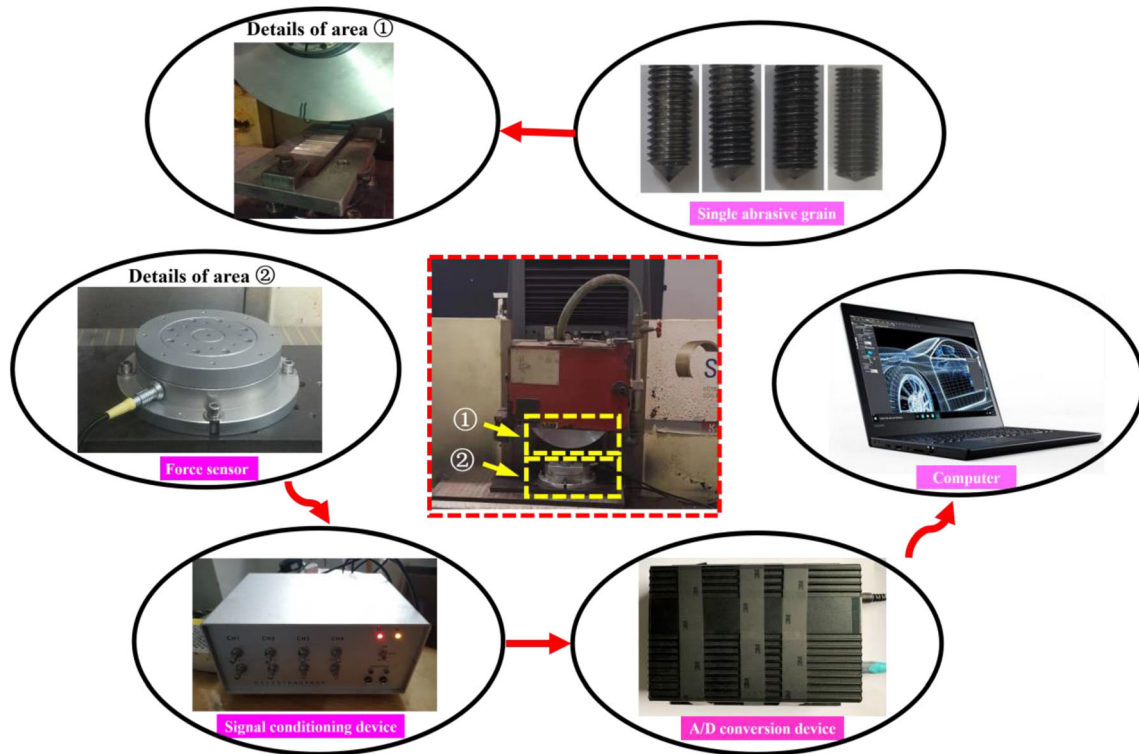 Details of area ①
Single abrasive grain
Details of area ②
Force sensor
①
②
S
Computer
CH1 CH2 CH3 CH4
Signal conditioning device
A/D conversion device